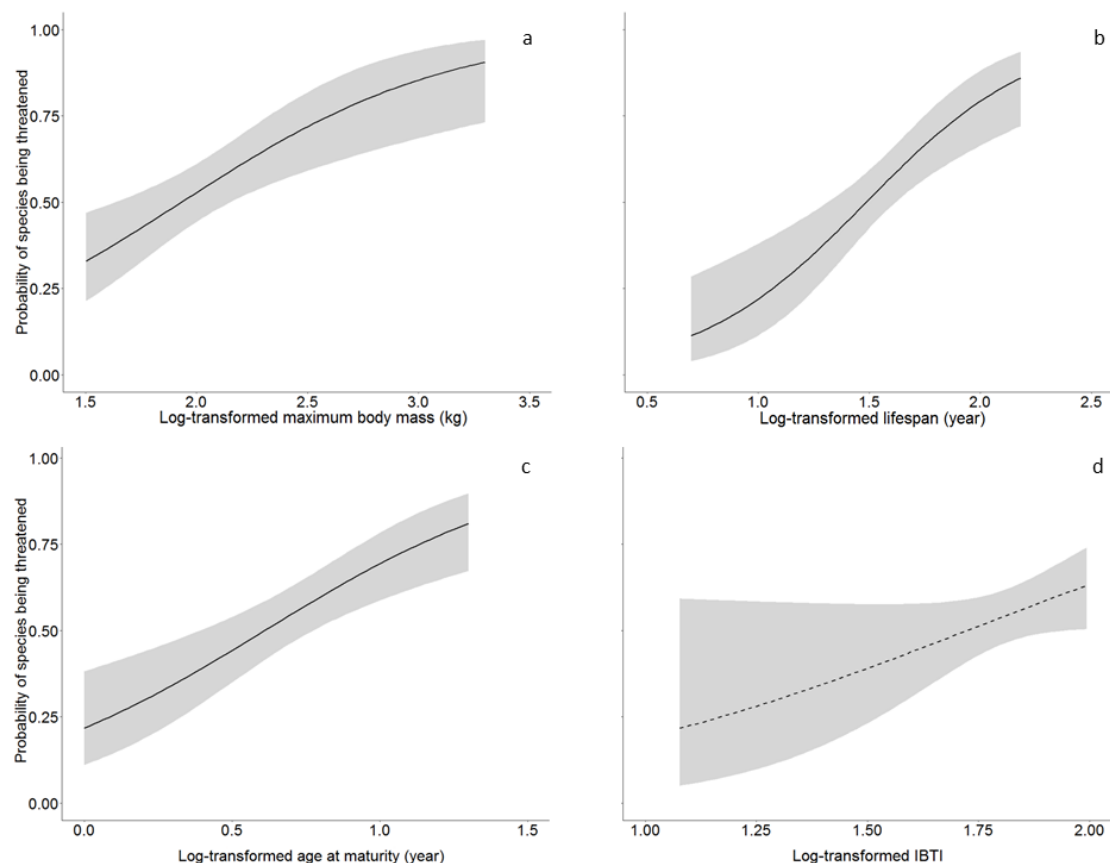 a
Probability of species being threatened
1.00
0.75
0.50
0.25
0.00
1.5 2.0 2.5 3.0 3.5
Log-transformed maximum body mass (kg)
b
0.5 1.0 1.5 2.0 2.5
Log-transformed lifespan (year)
c
Probability of species being threatened
1.00
0.75
0.50
0.25
0.00
0.0 0.5 1.0 1.5
Log-transformed age at maturity (year)
d
1.00 1.25 1.50 1.75 2.00
Log-transformed IBTI